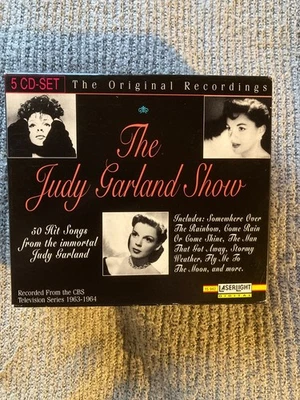 5 CD-SET The Original Recordings
The
Judy Garland Show
50 Hit Songs
from the immortal
Judy Garland
Includes: Somewhere Over
The Rainbow, Come Rain
Or Come Shine, The Man
That Got Away, Stormy
Weather, Fly Me To
The Moon, and more.
Recorded From the CBS
Television Series 1963-1964
LASERLIGHT
DIGITAL